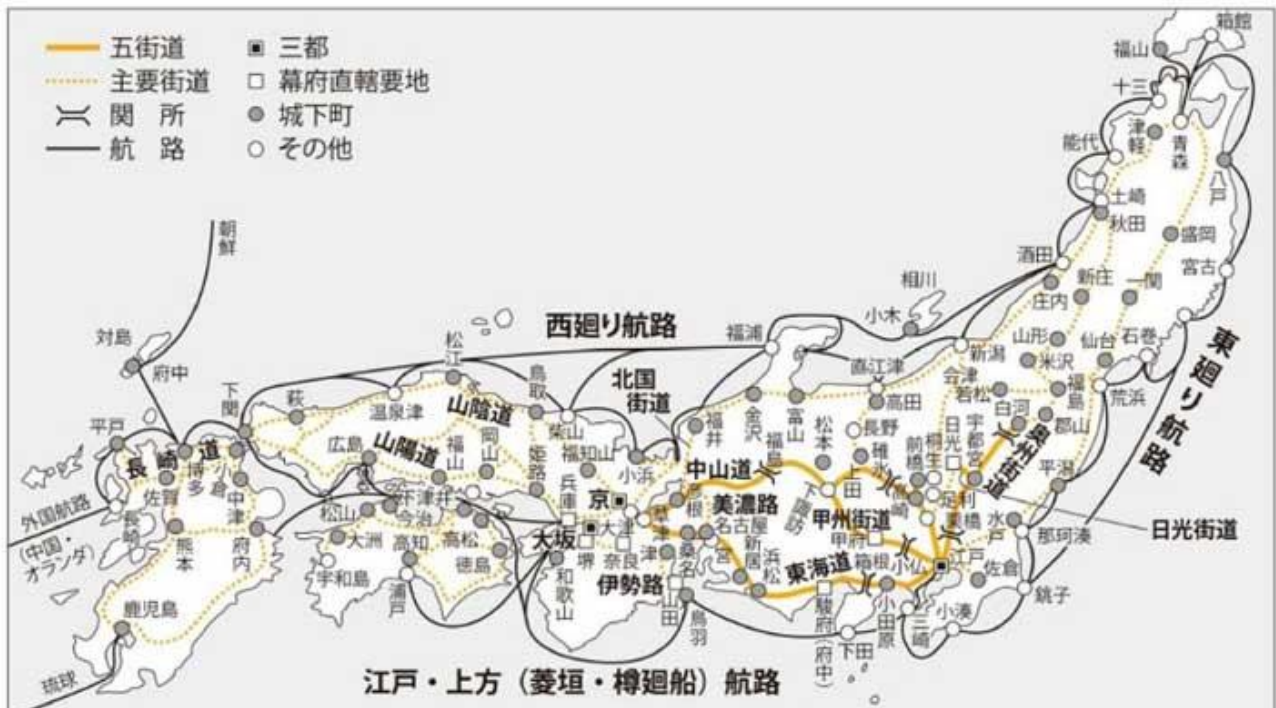 五街道
主要街道
関所
航路
三都
幕府直轄要地
城下町
その他
箱館
福山
十三
津軽
青森
能代
八戸
土崎
秋田
盛岡
宮古
酒田
新庄
一関
庄内
相川
小木
山形
仙台
石巻
米沢
新潟
会津
若松
福島
荒浜
白河
郡山
平潟
東廻り航路
西廻り航路
福浦
直江津
高田
北国
街道
福井
金沢
富山
松本
長野
上田
碓氷
前橋
高崎
桐生
足利
日光
宇都宮
栗橋
奥州街道
日光街道
水戸
那珂湊
銚子
佐倉
江戸
小湊
三崎
小田原
箱根
小仏
下田
甲州街道
甲府
下諏訪
福島
中山道
美濃路
東海道
駿府(府中)
浜松
新居
名古屋
宮
桑名
彦根
草津
大津
津
伊勢路
山田
鳥羽
奈良
京
大坂
堺
和歌山
兵庫
姫路
小浜
福知山
柴山
鳥取
松江
山陰道
山陽道
岡山
福山
下津井
広島
温泉津
萩
下関
松山
今治
大洲
宇和島
高知
浦戸
高松
徳島
朝鮮
対島
府中
平戸
長崎道
博多
小倉
中津
佐賀
長崎
熊本
府内
鹿児島
琉球
外国航路
(中国・
オランダ)
江戸・上方(菱垣・樽廻船)航路